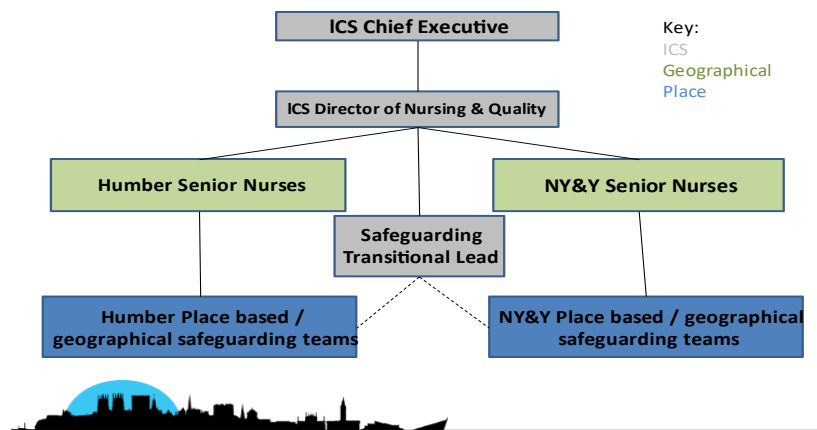 ICS Chief Executive
Key:
ICS
Geographical
Place
ICS Director of Nursing & Quality
Humber Senior Nurses
NY&Y Senior Nurses
Safeguarding
Transitional Lead
Humber Place based /
geographical safeguarding teams
NY&Y Place based / geographical
safeguarding teams